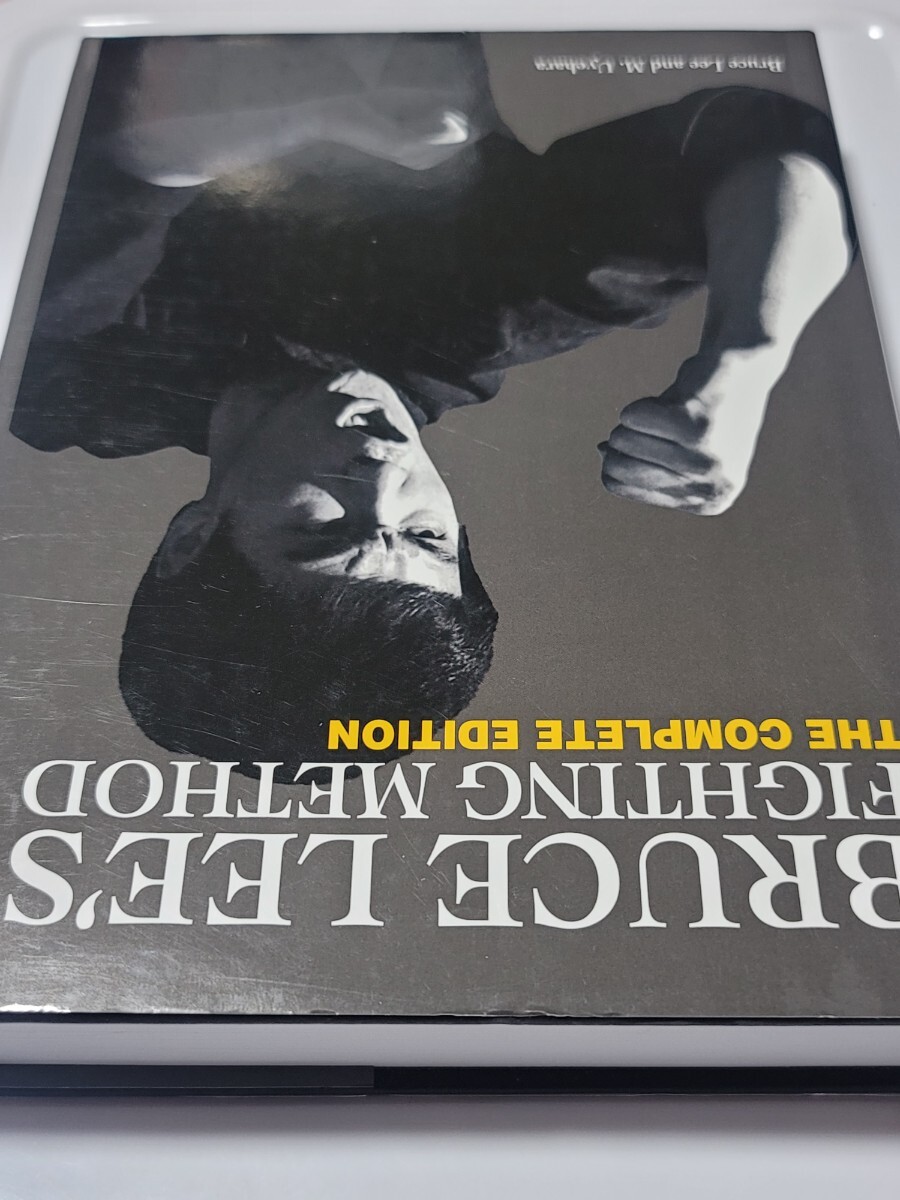 BRUCE LEE'S
FIGHTING METHOD
THE COMPLETE EDITION
Bruce Lee and M. Uyehara